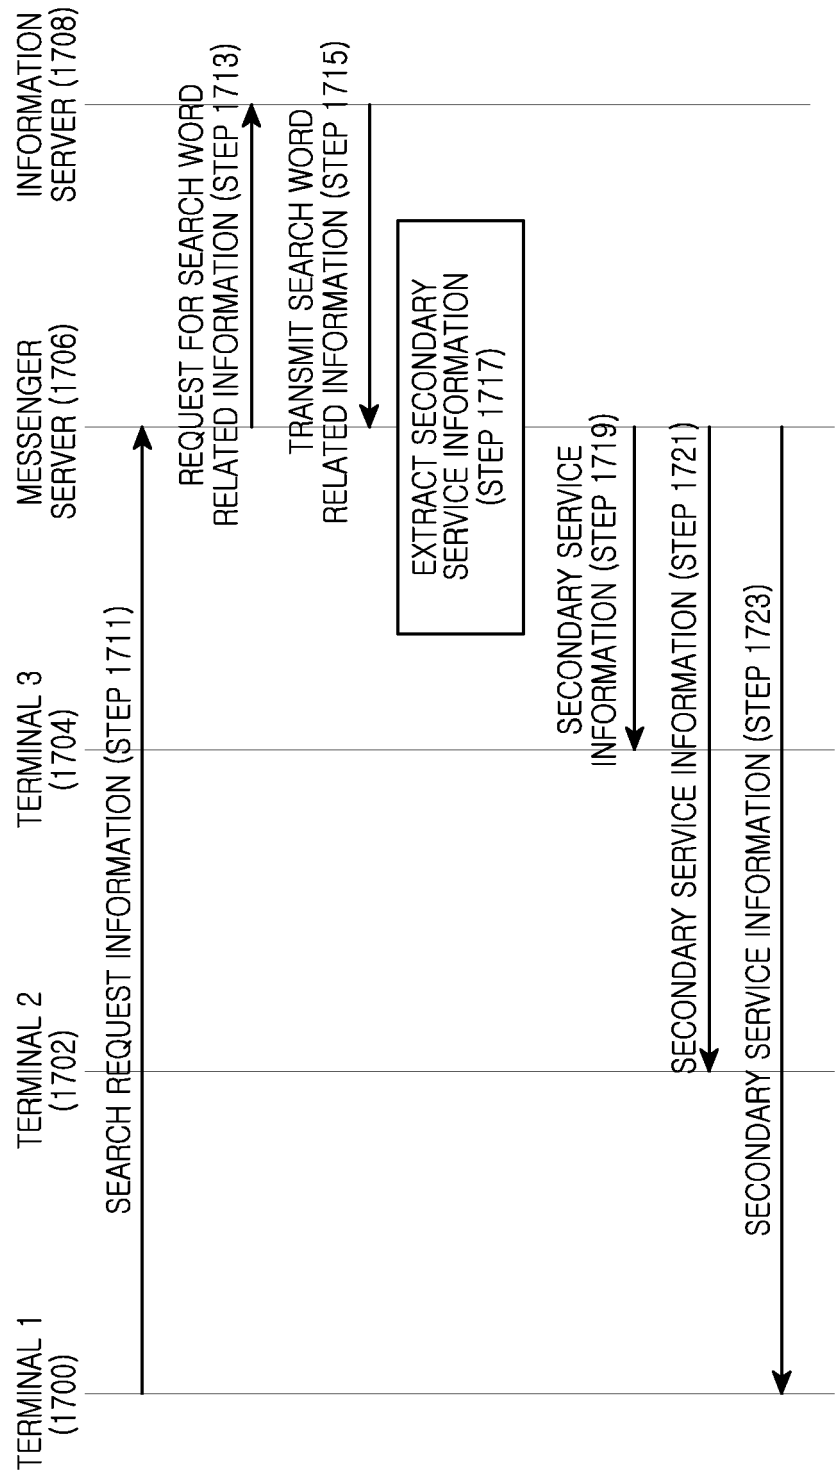 TERMINAL 1
(1700)
TERMINAL 2
(1702)
TERMINAL 3
(1704)
MESSENGER
SERVER (1706)
INFORMATION
SERVER (1708)
SEARCH REQUEST INFORMATION (STEP 1711)
REQUEST FOR SEARCH WORD
RELATED INFORMATION (STEP 1713)
TRANSMIT SEARCH WORD
RELATED INFORMATION (STEP 1715)
EXTRACT SECONDARY
SERVICE INFORMATION
(STEP 1717)
SECONDARY SERVICE
INFORMATION (STEP 1719)
SECONDARY SERVICE INFORMATION (STEP 1721)
SECONDARY SERVICE INFORMATION (STEP 1723)